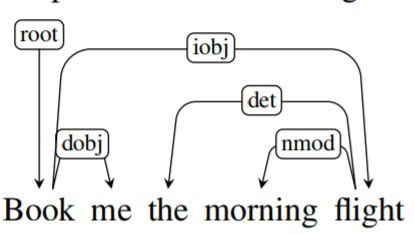 root
iobj
det
dobj
nmod
Book me the morning flight